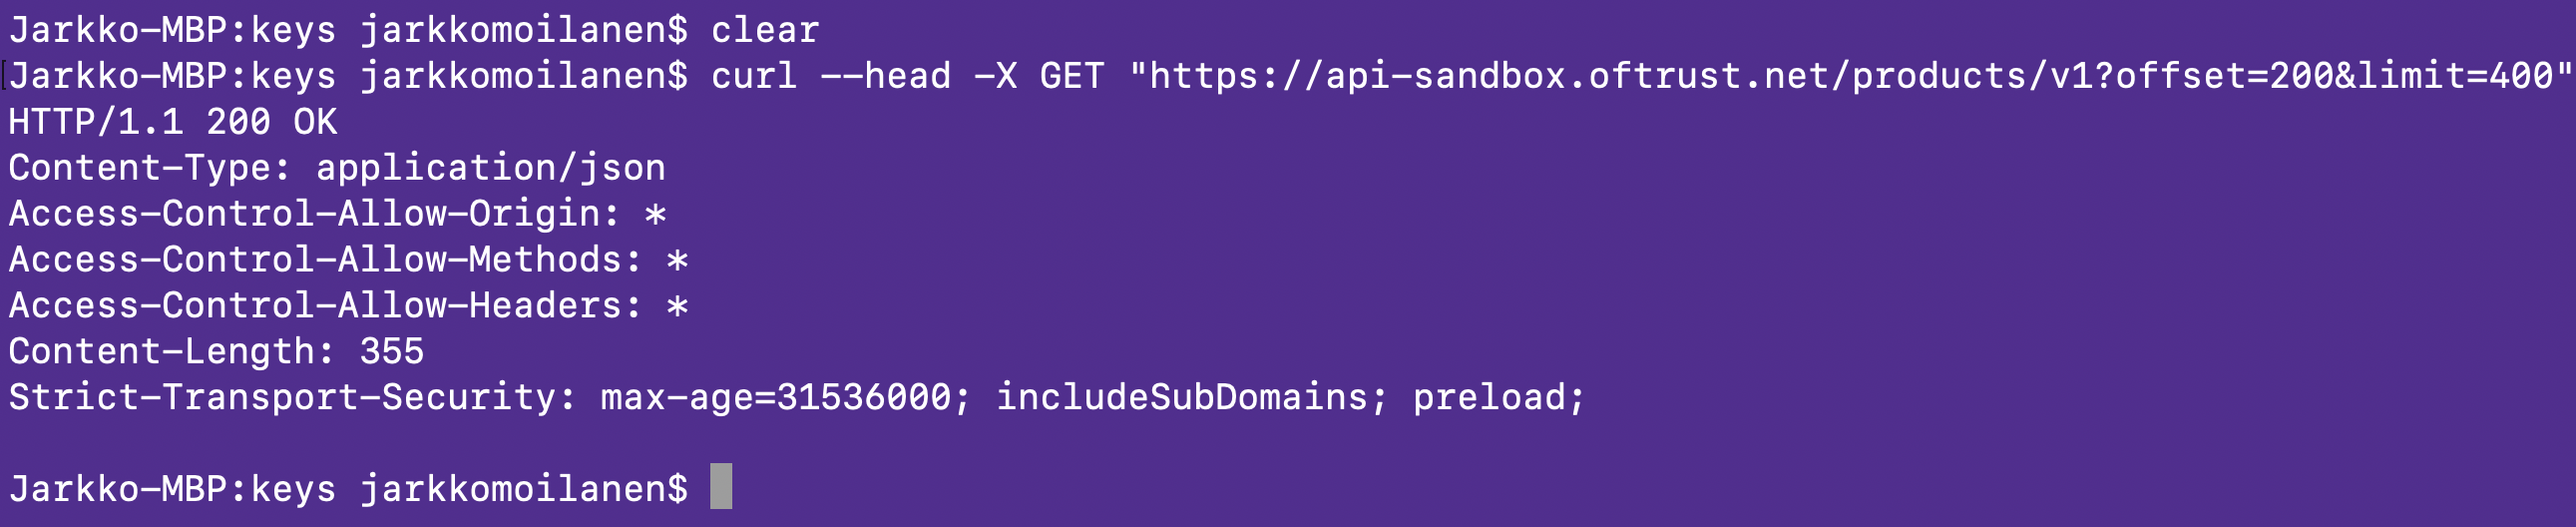 Jarkko-MBP:keys jarkkomoilanen$ clear
[Jarkko-MBP:keys jarkkomoilanen$ curl --head -X GET "https://api-sandbox.oftrust.net/products/v1?offset=200&limit=400"
HTTP/1.1 200 OK
Content-Type: application/json
Access-Control-Allow-Origin: *
Access-Control-Allow-Methods: *
Access-Control-Allow-Headers: *
Content-Length: 355
Strict-Transport-Security: max-age=31536000; includeSubDomains; preload;
Jarkko-MBP:keys jarkkomoilanen$